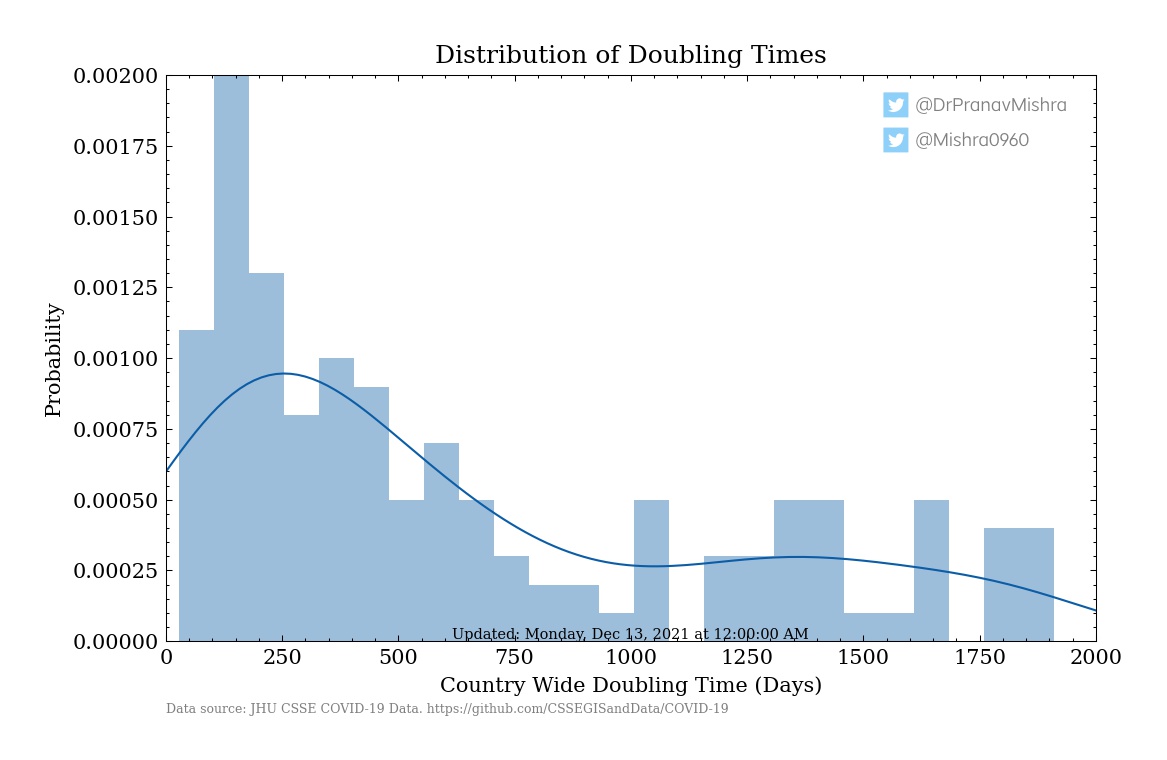 Distribution of Doubling Times
0.00200
0.00175
0.00150
0.00125
0.00100
0.00075
0.00050
0.00025
0.00000
Probability
@DrPranavMishra
@Mishra0960
Updated: Monday, Dec 13, 2021 at 12:00:00 AM
0 250 500 750 1000 1250 1500 1750 2000
Country Wide Doubling Time (Days)
Data source: JHU CSSE COVID-19 Data. https://github.com/CSSEGISandData/COVID-19